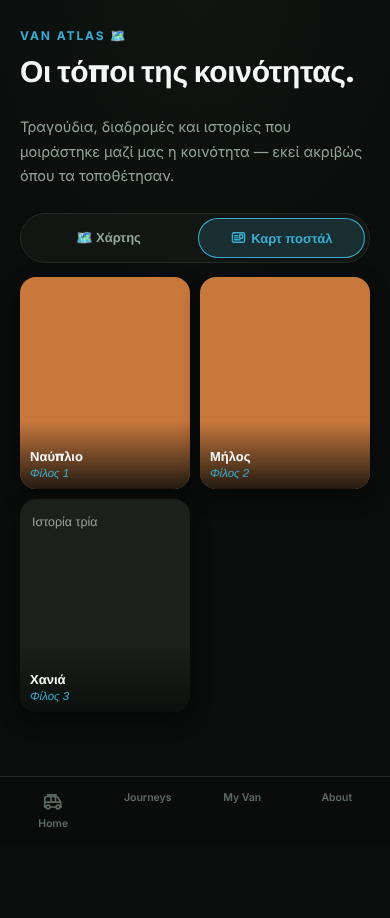 VAN ATLAS 🗺️
Οι τόποι της κοινότητας.
Τραγούδια, διαδρομές και ιστορίες που
μοιράστηκε μαζί μας η κοινότητα — εκεί ακριβώς
όπου τα τοποθέτησαν.
🗺️ Χάρτης
Καρτ ποστάλ
Ναύπλιο
Φίλος 1
Μήλος
Φίλος 2
Ιστορία τρία
Χανιά
Φίλος 3
Home
Journeys
My Van
About